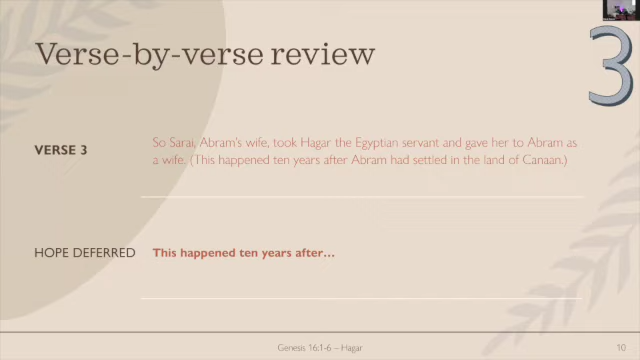 Verse-by-verse review
3
VERSE 3
So Sarai, Abram's wife, took Hagar the Egyptian servant and gave her to Abram as
a wife. (This happened ten years after Abram had settled in the land of Canaan.)
HOPE DEFERRED
This happened ten years after...
Genesis 16:1-6 – Hagar
10